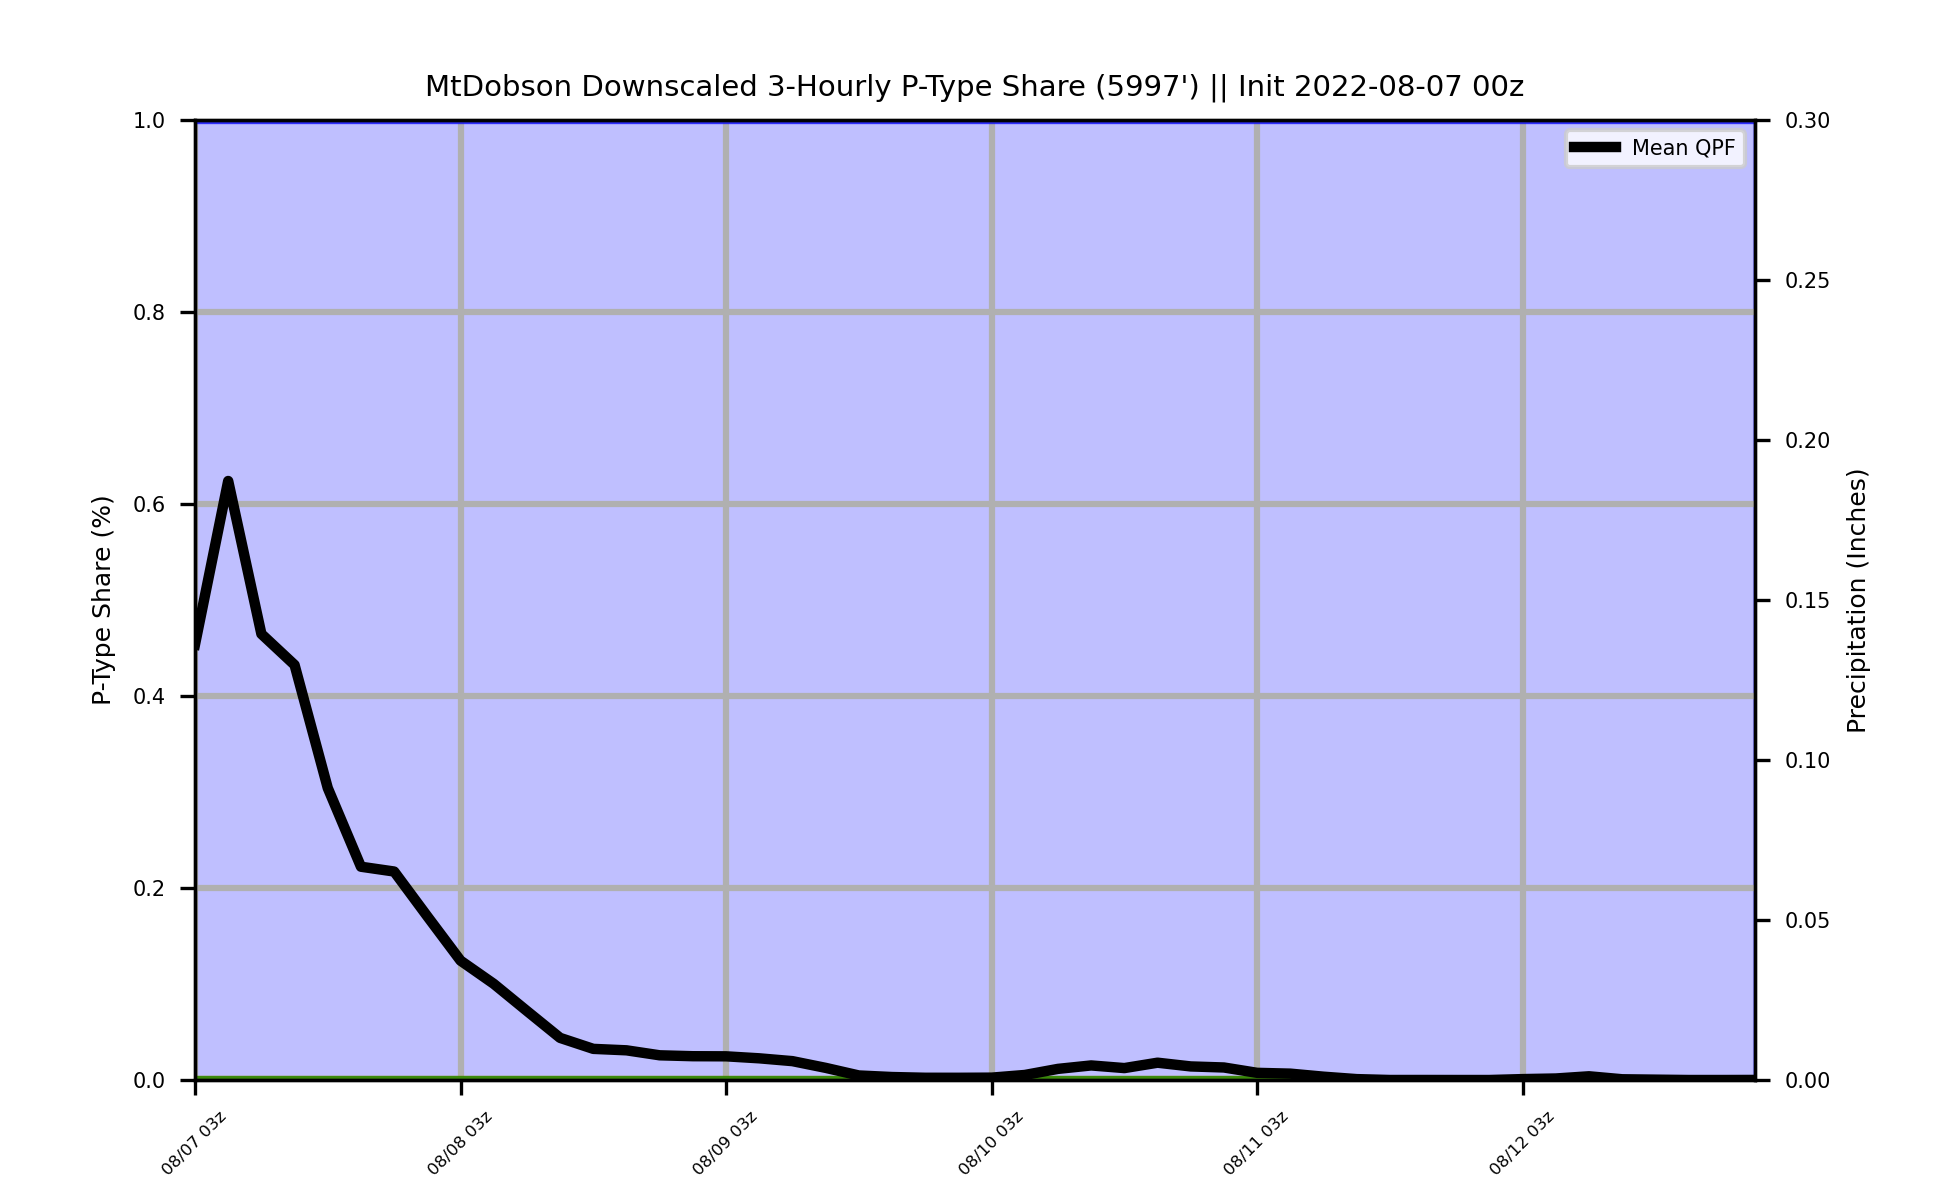 MtDobson Downscaled 3-Hourly P-Type Share (5997') || Init 2022-08-07 00z
Mean QPF
P-Type Share (%)
1.0
0.8
0.6
0.4
0.2
0.0
0.30
0.25
0.20
0.15
0.10
0.05
0.00
Precipitation (Inches)
08/07 03z
08/08 03z
08/09 03z
08/10 03z
08/11 03z
08/12 03z